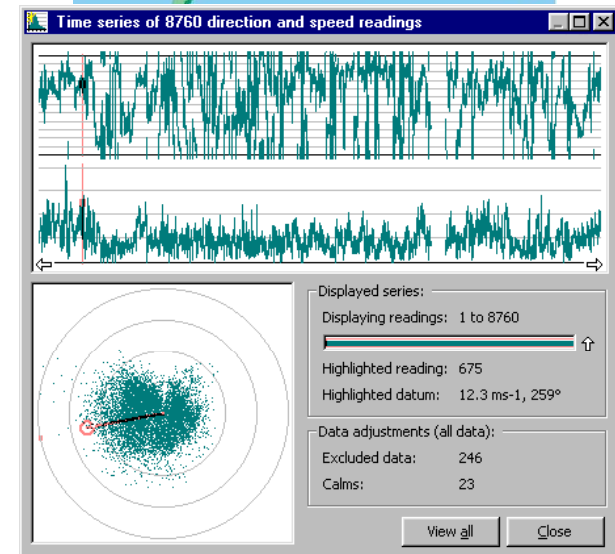 Time series of 8760 direction and speed readings
Displayed series:
Displaying readings: 1 to 8760
Highlighted reading: 675
Highlighted datum: 12.3 ms-1, 259°
Data adjustments (all data):
Excluded data: 246
Calms: 23
View all Close